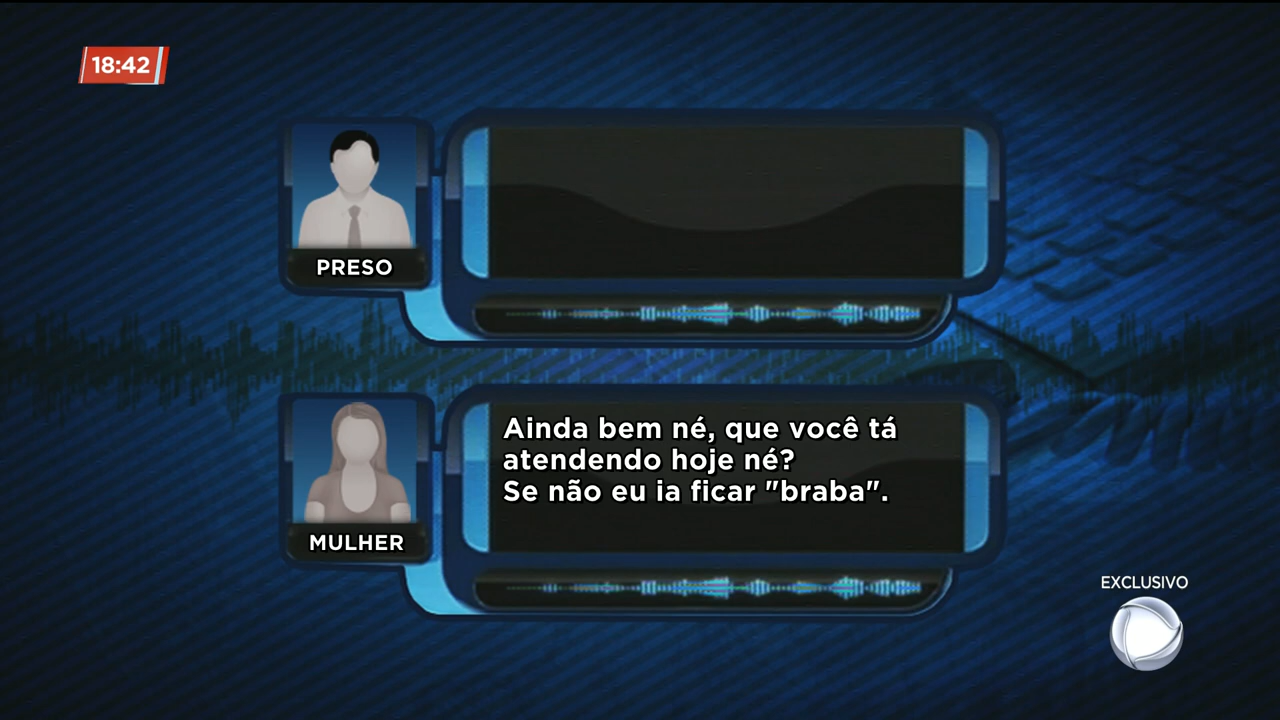 18:42
PRESO
Ainda bem né, que você tá
atendendo hoje né?
Se não eu ia ficar "braba".
MULHER
EXCLUSIVO